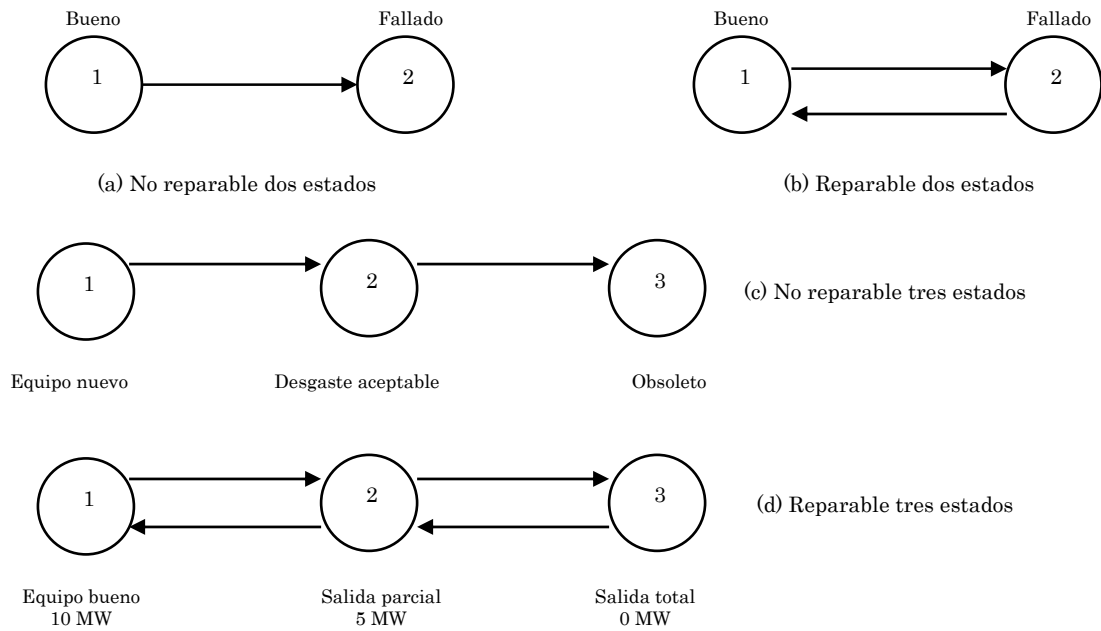 Bueno
Fallado
Bueno
Fallado
1
2
1
2
(a) No reparable dos estados
(b) Reparable dos estados
1
2
3
(c) No reparable tres estados
Equipo nuevo
Desgaste aceptable
Obsoleto
1
2
3
(d) Reparable tres estados
Equipo bueno
10 MW
Salida parcial
5 MW
Salida total
0 MW